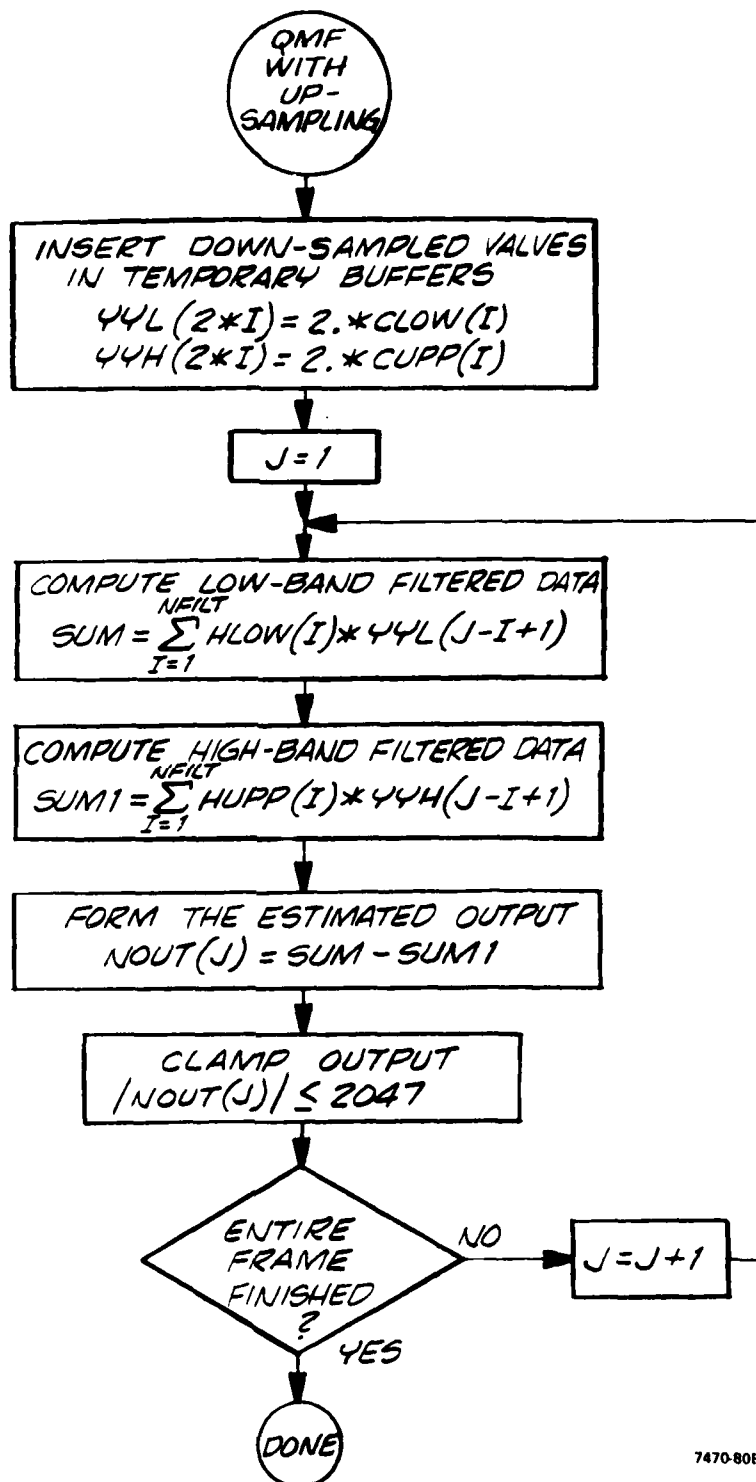 QMF
WITH
UP-
SAMPLING
INSERT DOWN-SAMPLED VALVES
IN TEMPORARY BUFFERS
YYL(2*I)=2.*CLOW(I)
YYH(2*I)=2.*CUPP(I)
J=1
COMPUTE LOW-BAND FILTERED DATA
NFILT
SUM=∑ HLOW(I)*YYL(J-I+1)
I=1
COMPUTE HIGH-BAND FILTERED DATA
NFILT
SUM1=∑ HUPP(I)*YYH(J-I+1)
I=1
FORM THE ESTIMATED OUTPUT
NOUT(J)=SUM-SUM1
CLAMP OUTPUT
/NOUT(J)/≤2047
ENTIRE
FRAME
FINISHED
?
NO
J=J+1
YES
DONE